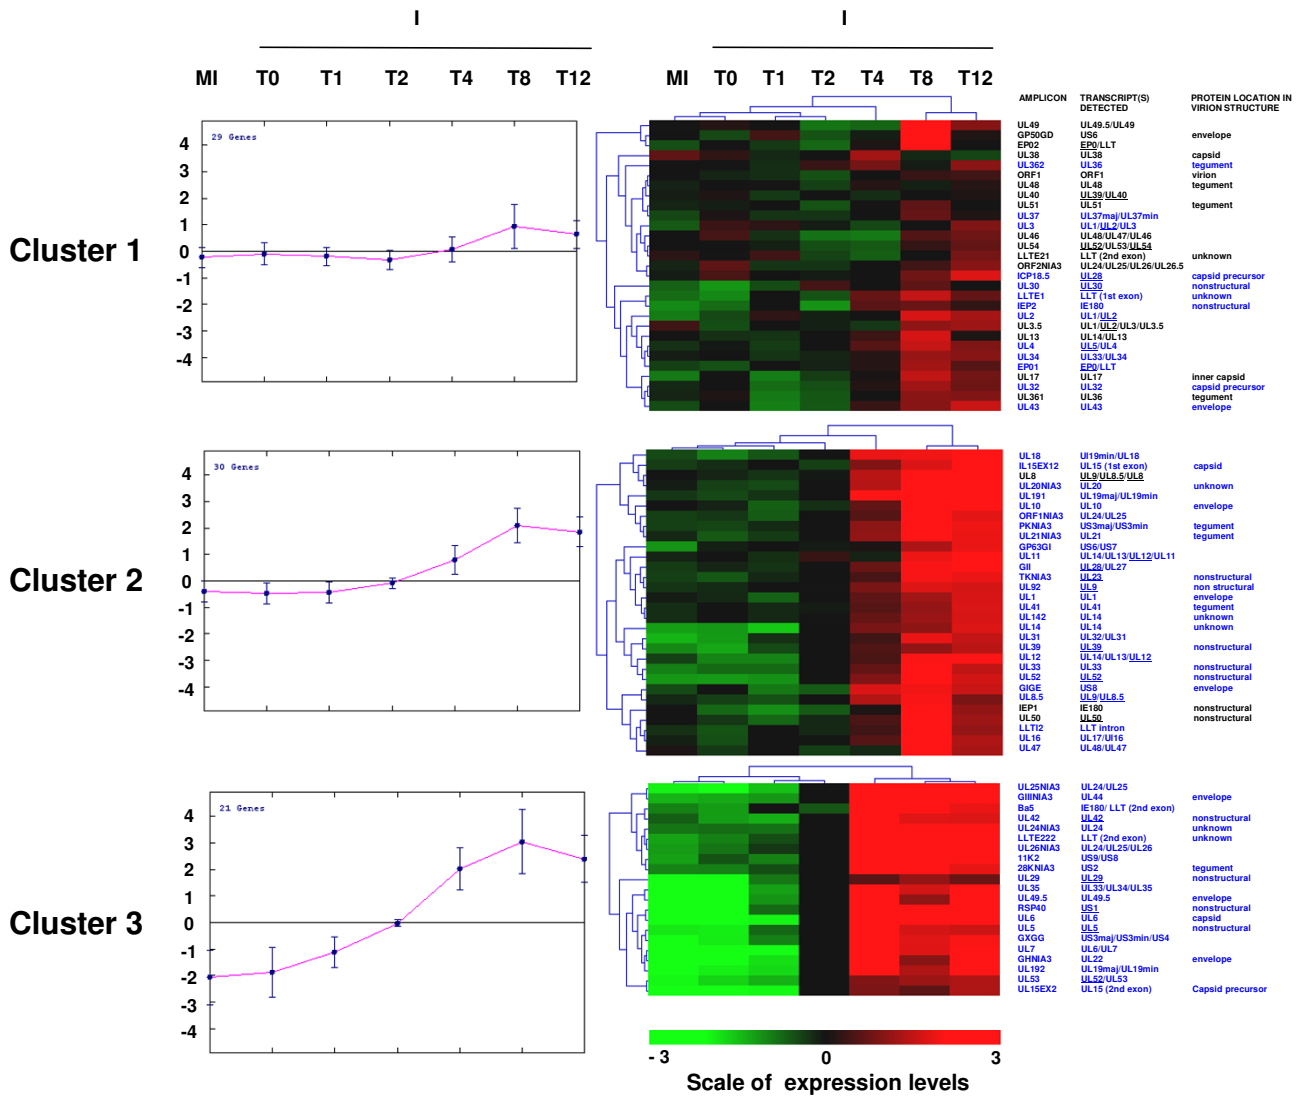 I I
MI T0 T1 T2 T4 T8 T12 MI T0 T1 T2 T4 T8 T12
AMPLICON TRANSCRIPT(S) DETECTED PROTEIN LOCATION IN VIRION STRUCTURE
Cluster 1
29 Genes
4
3
2
1
0
-1
-2
-3
-4
UL49 UL49.5/UL49
GP50GD US6 envelope
EP02 EP0/LLT
UL38 UL38 capsid
UL362 UL36 tegument
ORF1 ORF1 virion
UL48 UL48 tegument
UL40 UL39/UL40
UL51 UL51 tegument
UL37 UL37maj/UL37min
UL3 UL1/UL2/UL3
UL46 UL48/UL47/UL46
UL54 UL52/UL53/UL54
LLTE21 LLT (2nd exon) unknown
ORF2NIA3 UL24/UL25/UL26/UL26.5
ICP18.5 UL28 capsid precursor
UL30 UL30 nonstructural
LLTE1 LLT (1st exon) unknown
IEP2 IE180 nonstructural
UL2 UL1/UL2
UL3.5 UL1/UL2/UL3/UL3.5
UL13 UL14/UL13
UL4 UL5/UL4
UL34 UL33/UL34
EP01 EP0/LLT
UL17 UL17 inner capsid
UL32 UL32 capsid precursor
UL361 UL36 tegument
UL43 UL43 envelope
Cluster 2
30 Genes
4
3
2
1
0
-1
-2
-3
-4
UL18 Ul19min/UL18
IL15EX12 UL15 (1st exon) capsid
UL8 UL9/UL8.5/UL8
UL20NIA3 UL20 unknown
UL191 UL19maj/UL19min
UL10 UL10 envelope
ORF1NIA3 UL24/UL25
PKNIA3 US3maj/US3min tegument
UL21NIA3 UL21 tegument
GP63GI US6/US7
UL11 UL14/UL13/UL12/UL11
GII UL28/UL27
TKNIA3 UL23 nonstructural
UL92 UL9 non structural
UL1 UL1 envelope
UL41 UL41 tegument
UL142 UL14 unknown
UL14 UL14 unknown
UL31 UL32/UL31
UL39 UL39 nonstructural
UL12 UL14/UL13/UL12
UL33 UL33 nonstructural
UL52 UL52 nonstructural
GIGE US8 envelope
UL8.5 UL9/UL8.5
IEP1 IE180 nonstructural
UL50 UL50 nonstructural
LLTI2 LLT intron
UL16 UL17/Ul16
UL47 UL48/UL47
Cluster 3
21 Genes
4
3
2
1
0
-1
-2
-3
-4
UL25NIA3 UL24/UL25
GIIINIA3 UL44 envelope
Ba5 IE180/ LLT (2nd exon)
UL42 UL42 nonstructural
UL24NIA3 UL24 unknown
LLTE222 LLT (2nd exon) unknown
UL26NIA3 UL24/UL25/UL26
11K2 US9/US8
28KNIA3 US2 tegument
UL29 UL29 nonstructural
UL35 UL33/UL34/UL35
UL49.5 UL49.5 envelope
RSP40 US1 nonstructural
UL6 UL6 capsid
UL5 UL5 nonstructural
GXGG US3maj/US3min/US4
UL7 UL6/UL7
GHNIA3 UL22 envelope
UL192 UL19maj/UL19min
UL53 UL52/UL53
UL15EX2 UL15 (2nd exon) Capsid precursor
- 3 0 3
Scale of expression levels